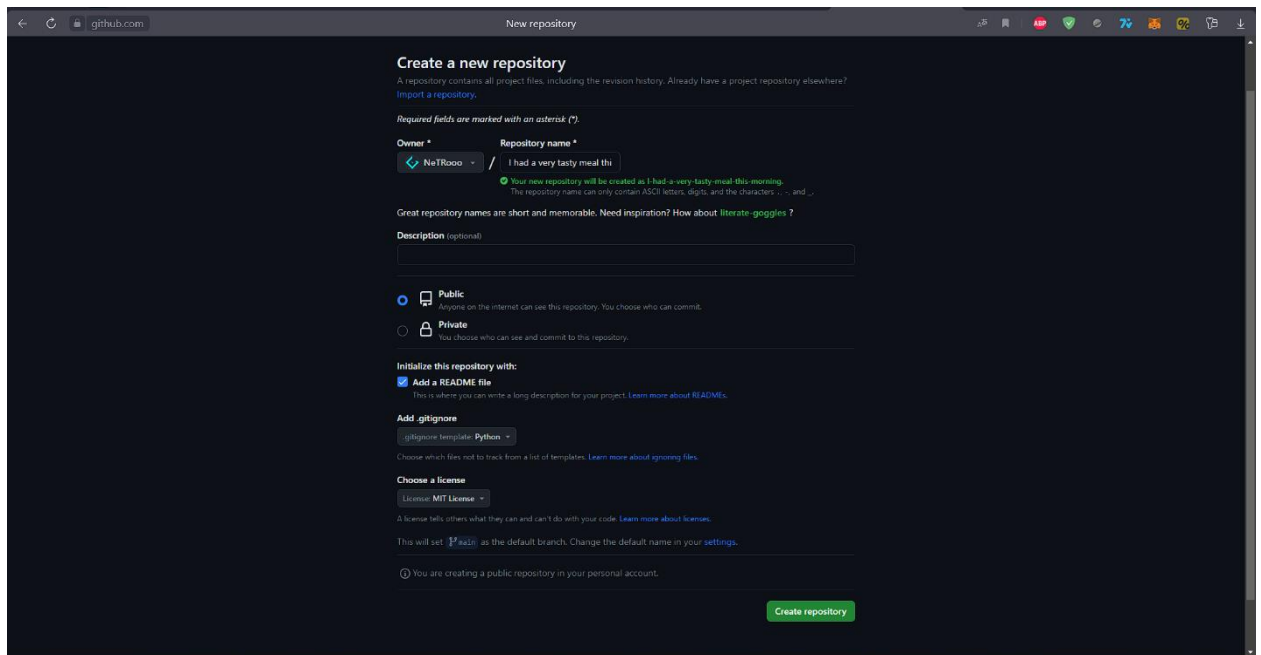 github.com
New repository
ABP
Create a new repository
A repository contains all project files, including the revision history. Already have a project repository elsewhere?
Import a repository.
Required fields are marked with an asterisk (*).
Owner *
Repository name *
NeTRooo
/
I had a very tasty meal thi
Your new repository will be created as I-had-a-very-tasty-meal-this-morning.
The repository name can only contain ASCII letters, digits, and the characters ., -, and _.
Great repository names are short and memorable. Need inspiration? How about literate-goggles ?
Description (optional)
Public
Anyone on the internet can see this repository. You choose who can commit.
Private
You choose who can see and commit to this repository.
Initialize this repository with:
Add a README file
This is where you can write a long description for your project. Learn more about READMEs.
Add .gitignore
.gitignore template: Python
Choose which files not to track from a list of templates. Learn more about ignoring files.
Choose a license
License: MIT License
A license tells others what they can and can't do with your code. Learn more about licenses.
This will set main as the default branch. Change the default name in your settings.
You are creating a public repository in your personal account.
Create repository